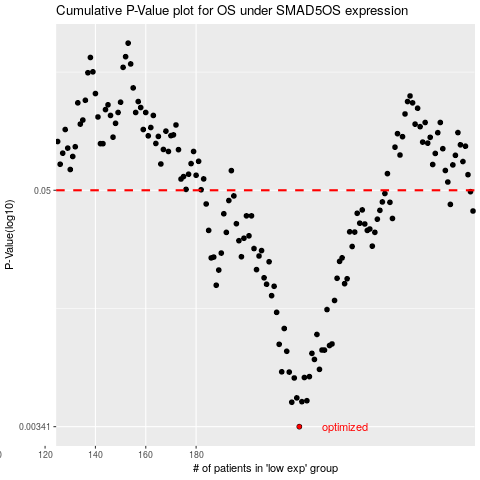 Cumulative P-Value plot for OS under SMAD5OS expression
P-Value(log10)
0.05
0.00341
optimized
0 120 140 160 180
# of patients in 'low exp' group